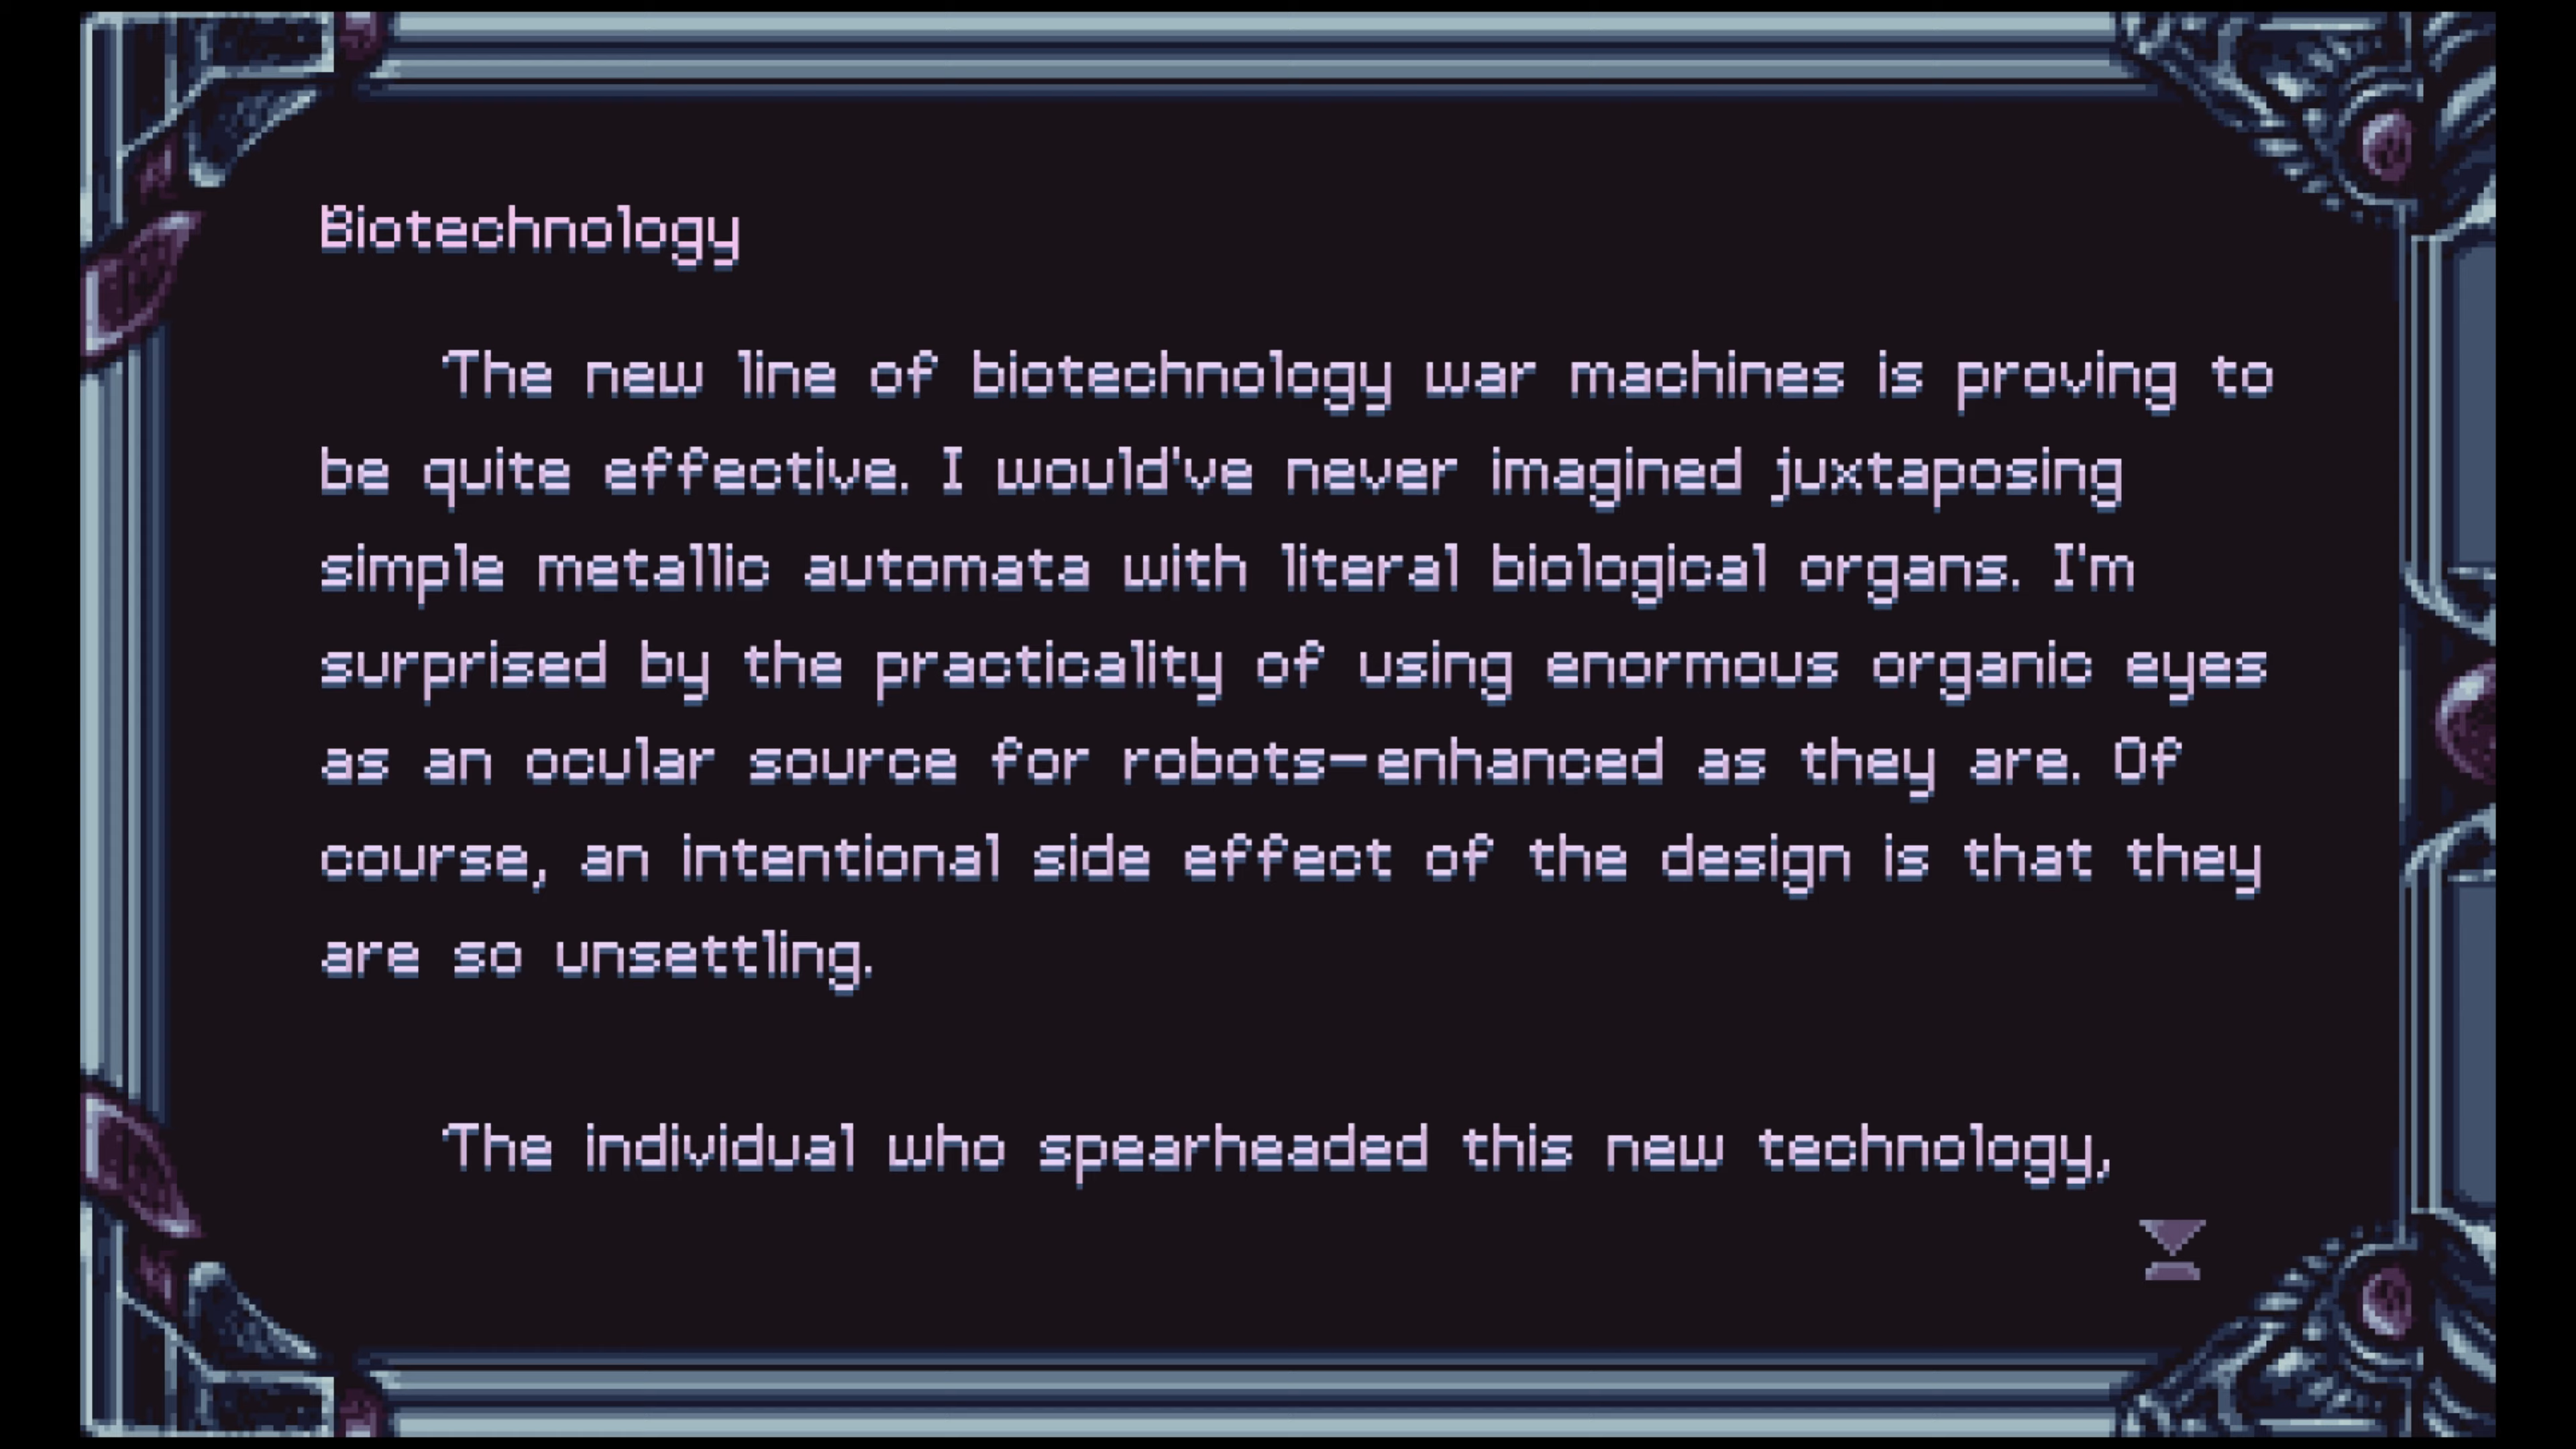 Biotechnology
The new line of biotechnology war machines is proving to
be quite effective. I would've never imagined juxtaposing
simple metallic automata with literal biological organs. I'm
surprised by the practicality of using enormous organic eyes
as an ocular source for robots—enhanced as they are. Of
course, an intentional side effect of the design is that they
are so unsettling.
The individual who spearheaded this new technology,